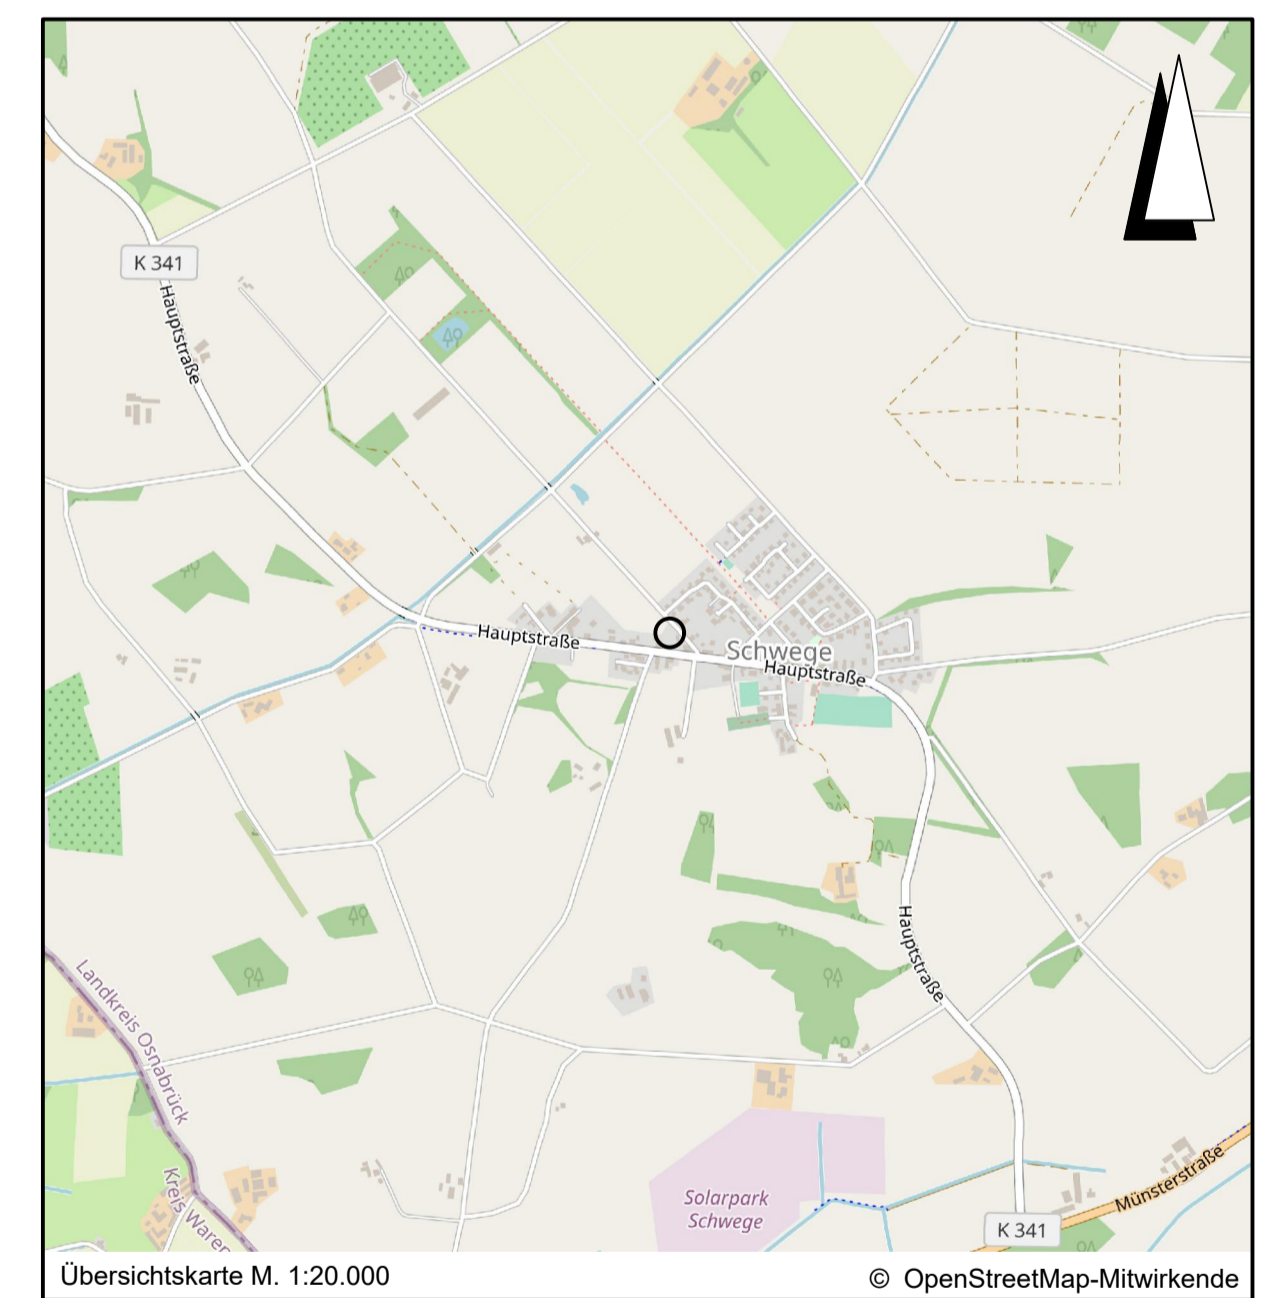 K 341
Hauptstraße
Hauptstraße
Schwege
Hauptstraße
Hauptstraße
Landkreis Osnabrück
Kreis Waren
Solarpark
Schwege
Münsterstraße
K 341
Übersichtskarte M. 1:20.000
© OpenStreetMap-Mitwirkende